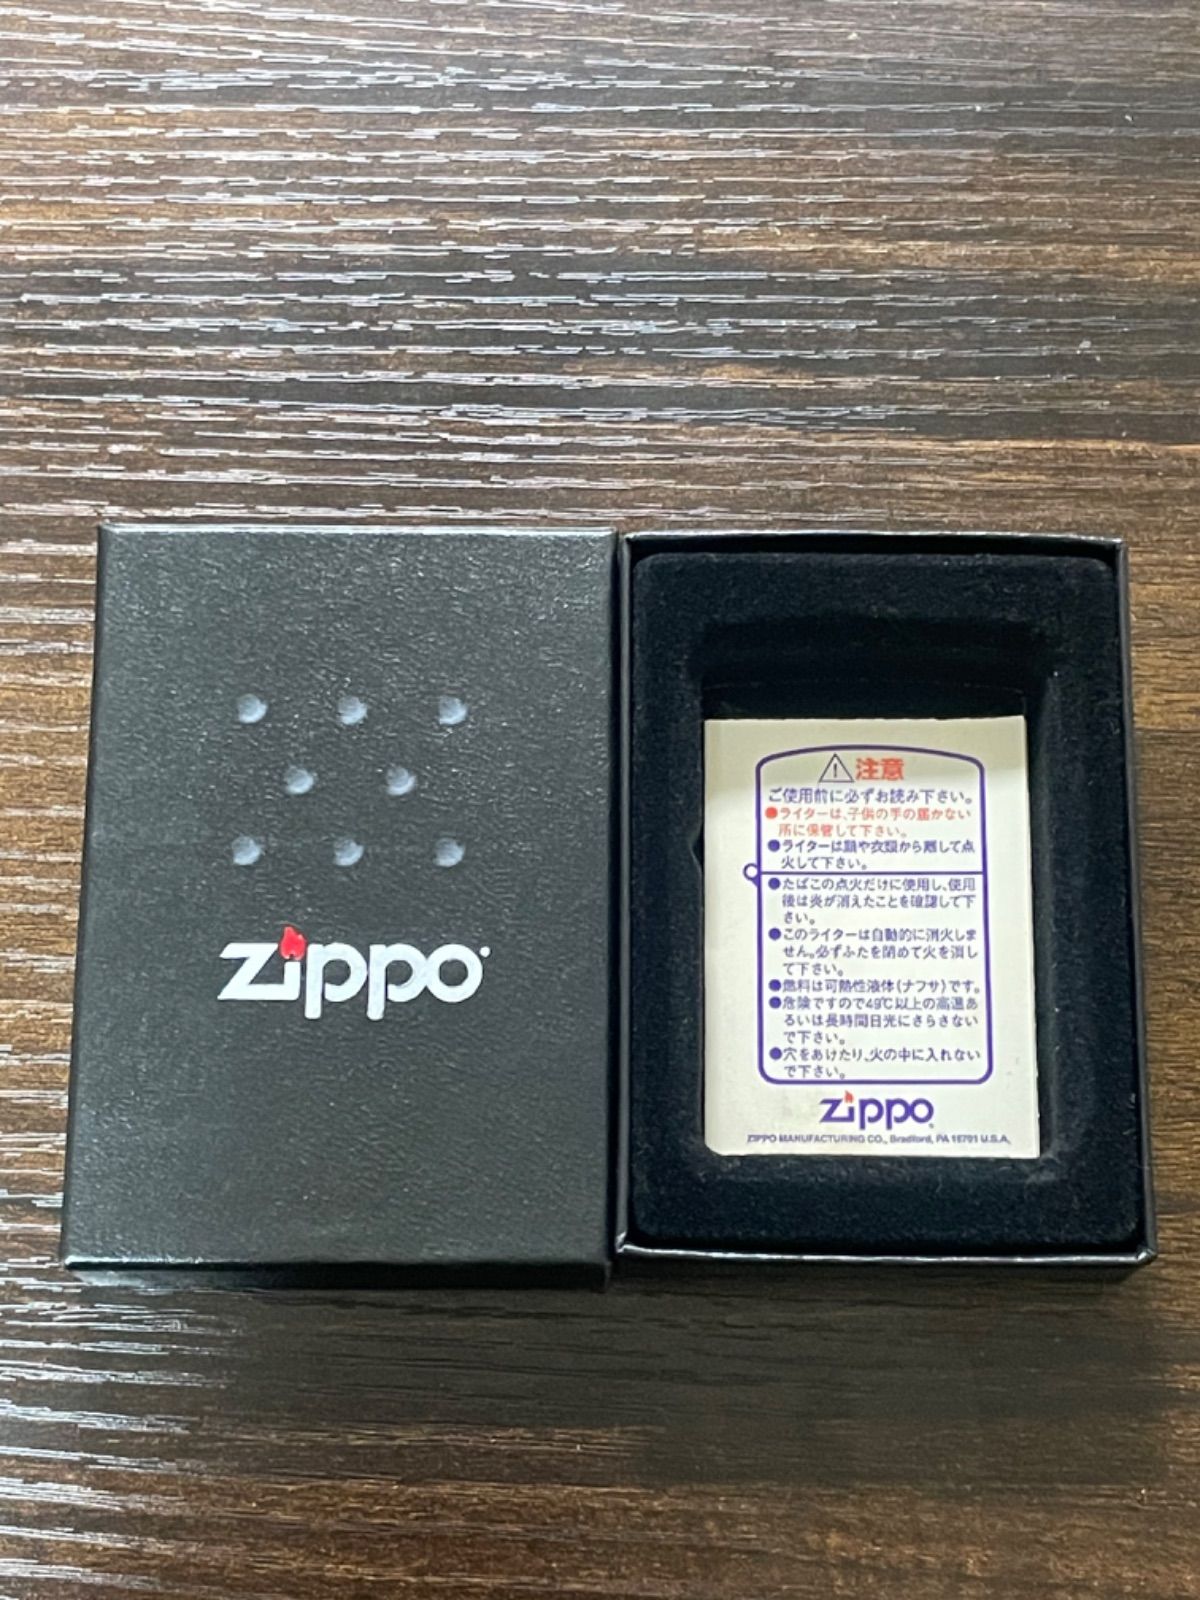 zippo
注意
ご使用前に必ずお読み下さい。
●ライターは、子供の手の届かない
所に保管して下さい。
●ライターは顔や衣類から離して点
火して下さい。
●たばこの点火だけに使用し、使用
後は炎が消えたことを確認して下
さい。
●このライターは自動的に消火しま
せん。必ずふたを閉めて火を消し
て下さい。
●燃料は可熱性液体(ナフサ)です。
●危険ですので49℃以上の高温あ
るいは長時間日光にさらさない
で下さい。
●穴をあけたり、火の中に入れない
で下さい。
zippo
ZIPPO MANUFACTURING CO., Bradford, PA 16701 U.S.A.